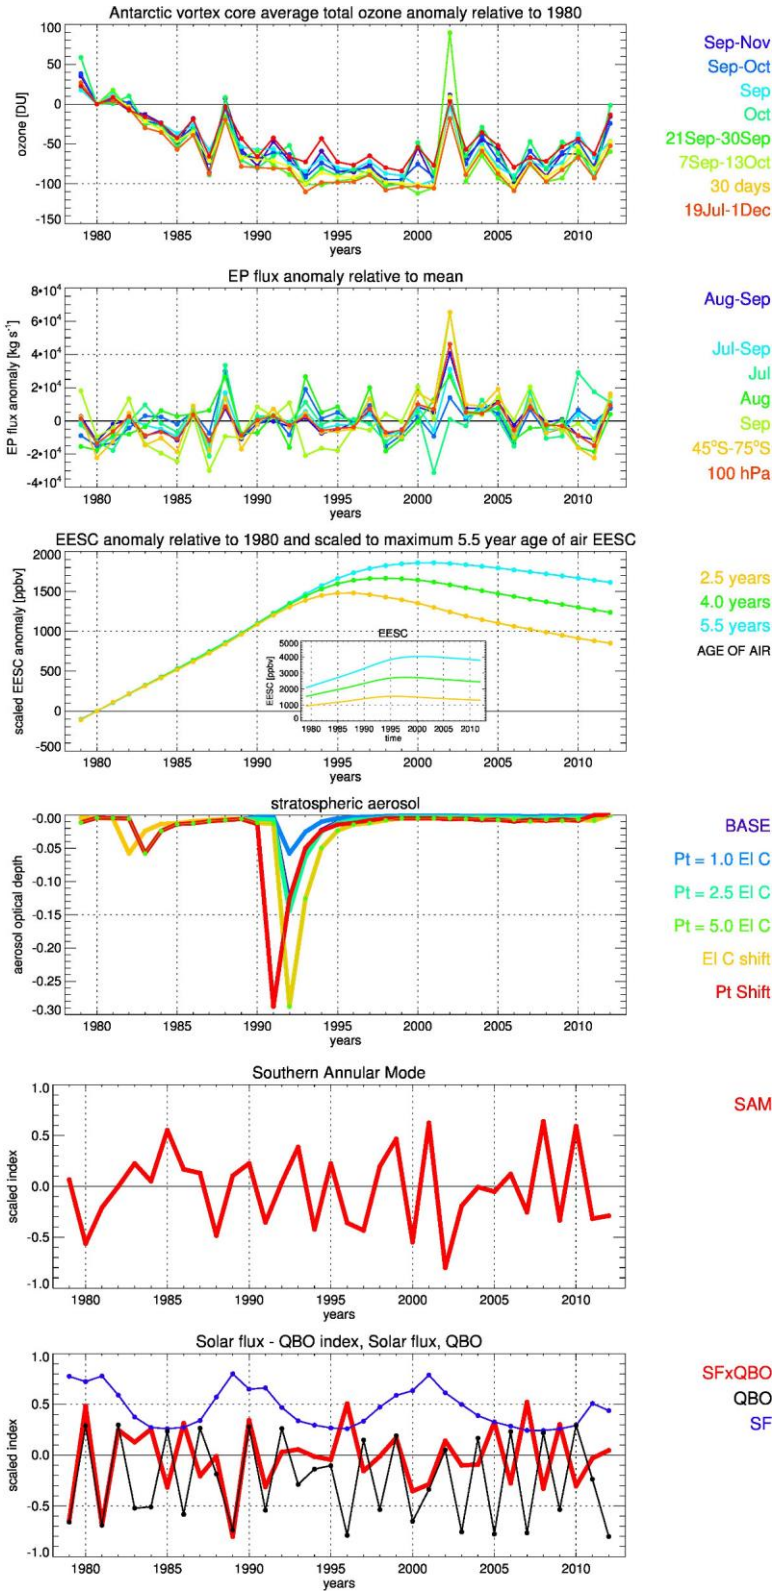 Antarctic vortex core average total ozone anomaly relative to 1980
100
50
0
-50
-100
-150
ozone [DU]
1980 1985 1990 1995 2000 2005 2010
years
Sep-Nov
Sep-Oct
Sep
Oct
21Sep-30Sep
7Sep-13Oct
30 days
19Jul-1Dec
EP flux anomaly relative to mean
8•10⁴
6•10⁴
4•10⁴
2•10⁴
0
-2•10⁴
-4•10⁴
EP flux anomaly [kg s⁻¹]
1980 1985 1990 1995 2000 2005 2010
years
Aug-Sep
Jul-Sep
Jul
Aug
Sep
45°S-75°S
100 hPa
EESC anomaly relative to 1980 and scaled to maximum 5.5 year age of air EESC
2000
1500
1000
500
0
-500
scaled EESC anomaly [ppbv]
EESC
5000
4000
3000
2000
1000
0
EESC [ppbv]
1980 1985 1990 1995 2000 2005 2010
time
1980 1985 1990 1995 2000 2005 2010
years
2.5 years
4.0 years
5.5 years
AGE OF AIR
stratospheric aerosol
-0.00
-0.05
-0.10
-0.15
-0.20
-0.25
-0.30
aerosol optical depth
1980 1985 1990 1995 2000 2005 2010
years
BASE
Pt = 1.0 El C
Pt = 2.5 El C
Pt = 5.0 El C
El C shift
Pt Shift
Southern Annular Mode
1.0
0.5
0.0
-0.5
-1.0
scaled index
1980 1985 1990 1995 2000 2005 2010
years
SAM
Solar flux - QBO index, Solar flux, QBO
1.0
0.5
0.0
-0.5
-1.0
scaled index
1980 1985 1990 1995 2000 2005 2010
years
SFxQBO
QBO
SF